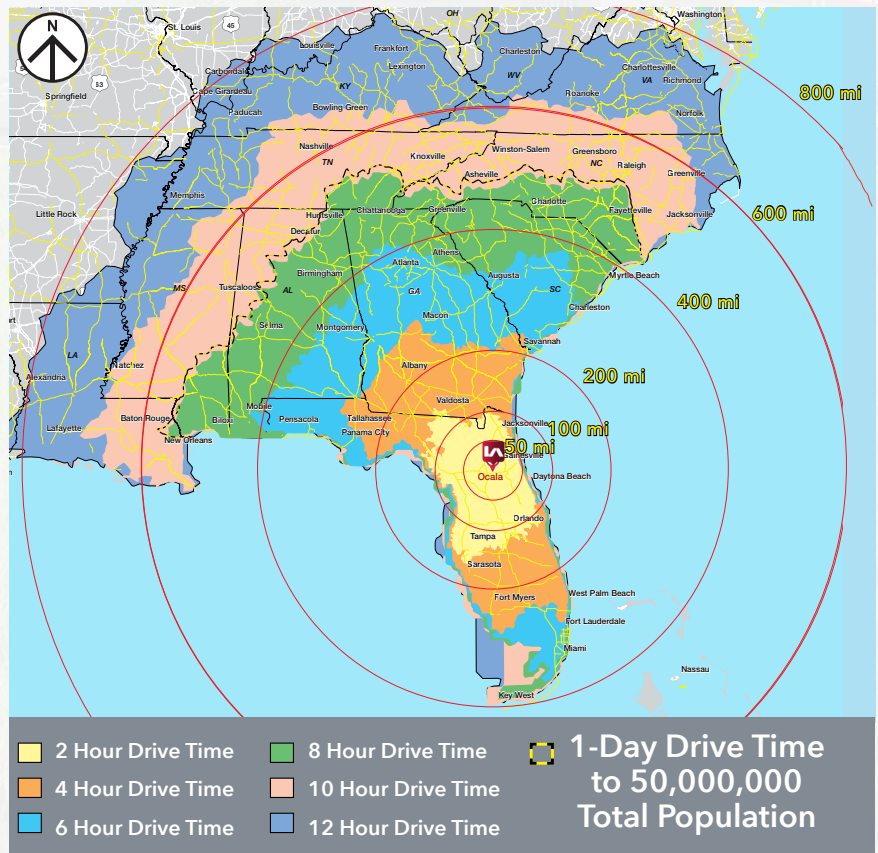 N
OH
Washington
St. Louis
45
Louisville
Frankfort
Charleston
Carbondale
Lexington
WV
Charlottesville
VA
Richmond
53
Springfield
Cape Girardeau
KY
Roanoke
800 mi
Paducah
Bowling Green
Norfolk
Nashville
Winston-Salem
Greensboro
TN
Knoxville
NC
Raleigh
Asheville
Greenville
Memphis
Little Rock
Huntsville
Chattanooga
Greenville
Charlotte
Fayetteville
Jacksonville
600 mi
Decatur
Athens
Birmingham
Atlanta
Augusta
Myrtle Beach
MS
Tuscaloos
AL
GA
SC
400 mi
Macon
Charleston
Selma
Montgomery
Savannah
LA
Natchez
Albany
200 mi
Alexandria
Valdosta
Mobile
Baton Rouge
Biloxi
Pensacola
Tallahassee
Jacksonville
100 mi
Lafayette
Panama City
New Orleans
50 mi
Gainesville
Ocala
Daytona Beach
Orlando
Tampa
Sarasota
Fort Myers
West Palm Beach
Fort Lauderdale
Miami
Nassau
Key West
2 Hour Drive Time
4 Hour Drive Time
6 Hour Drive Time
8 Hour Drive Time
10 Hour Drive Time
12 Hour Drive Time
1-Day Drive Time
to 50,000,000
Total Population